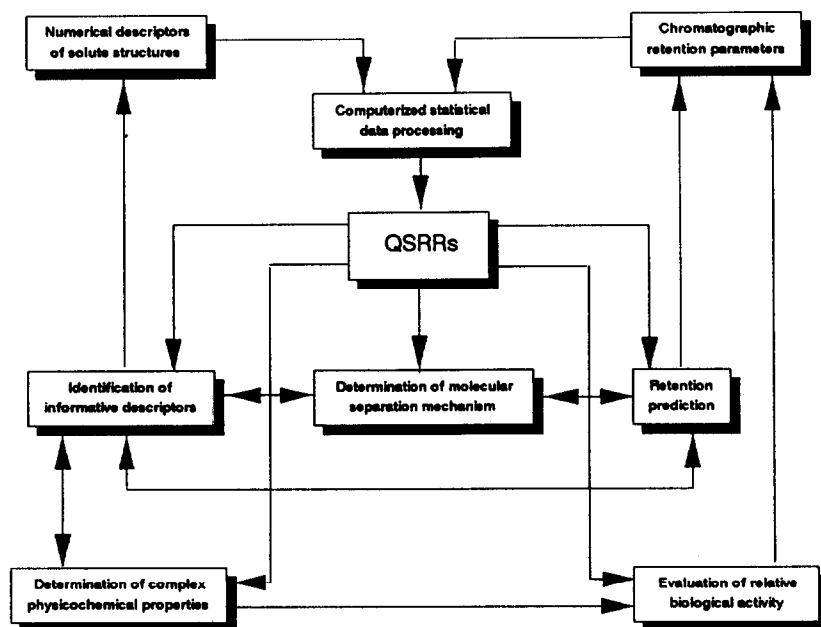 Numerical descriptors
of solute structures
Chromatographic
retention parameters
Computerized statistical
data processing
QSRRs
Identification of
informative descriptors
Determination of molecular
separation mechanism
Retention
prediction
Determination of complex
physicochemical properties
Evaluation of relative
biological activity